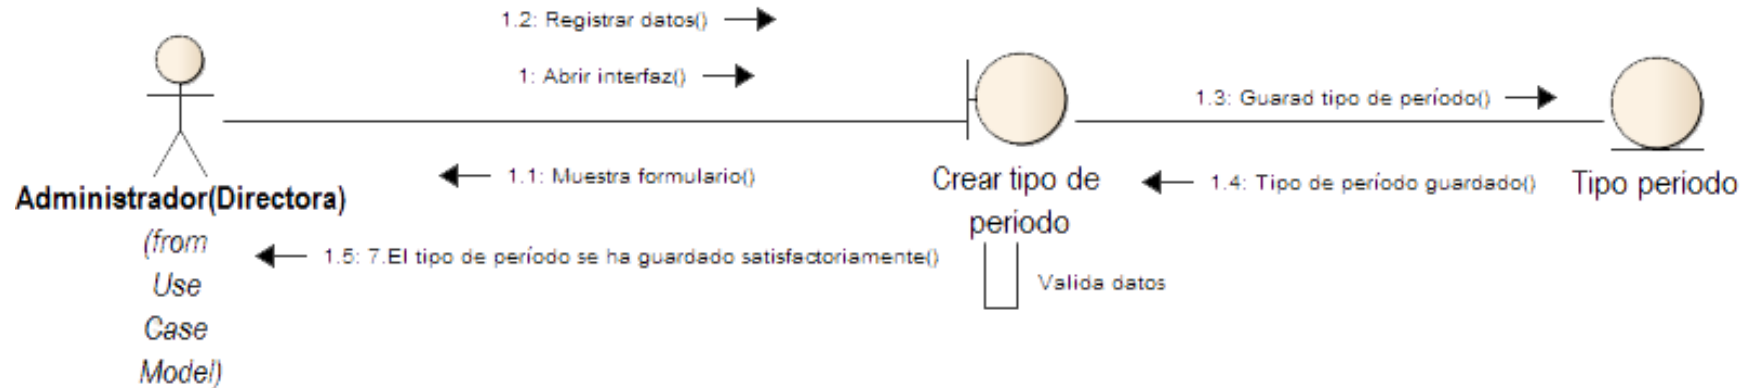 1.2: Registrar datos()
1: Abrir interfaz()
1.3: Guarad tipo de período()
1.1: Muestra formulario()
1.4: Tipo de período guardado()
1.5: 7.El tipo de período se ha guardado satisfactoriamente()
Administrador(Directora)
(from
Use
Case
Model)
Crear tipo de
periodo
Valida datos
Tipo periodo